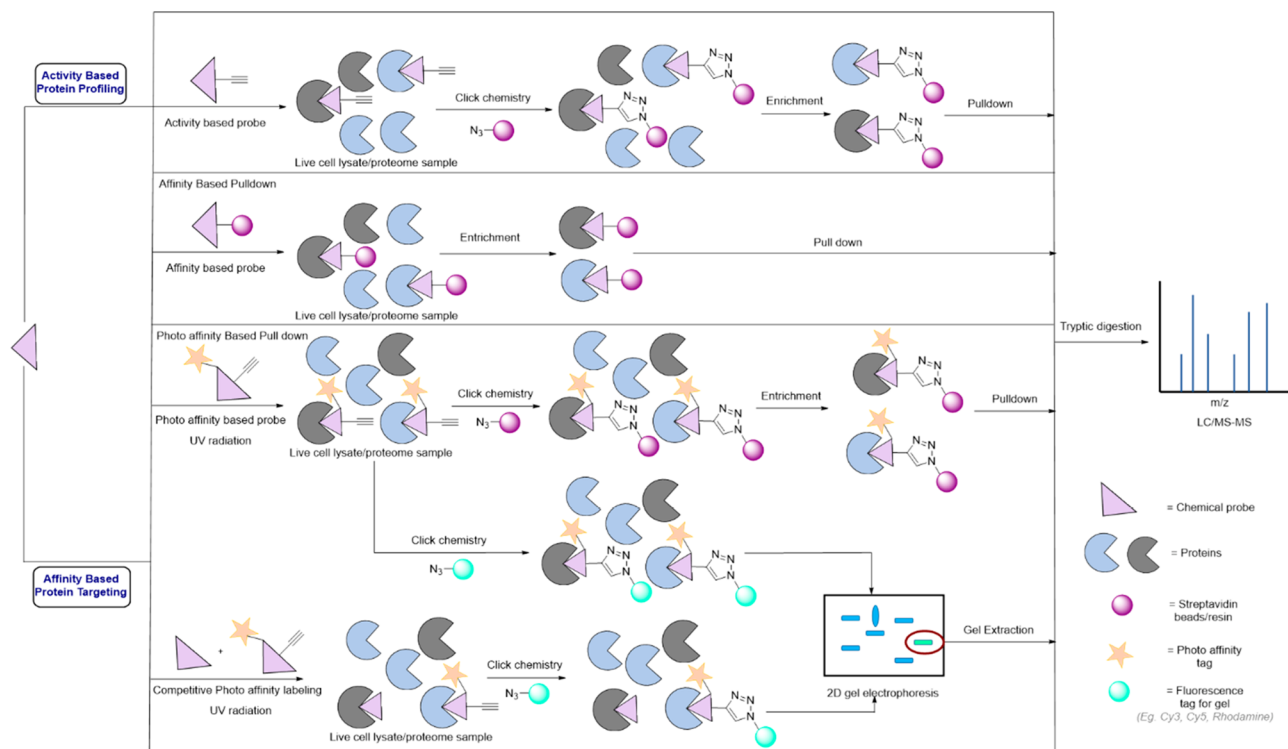 Activity Based
Protein Profiling
Activity based probe
Live cell lysate/proteome sample
Click chemistry
N3
N
N
N
N
N
N
Enrichment
N
N
N
N
N
N
Pulldown
Affinity Based Pulldown
Affinity based probe
Live cell lysate/proteome sample
Entrichment
Pull down
Photo affinity Based Pull down
Photo affinity based probe
UV radiation
Live cell lysate/proteome sample
Click chemistry
N3
N
N
N
N
N
N
Entrichment
N
N
N
N
N
N
Pulldown
Tryptic digestion
m/z
LC/MS-MS
Click chemistry
N3
N
N
N
N
N
N
Affinity Based
Protein Targeting
+
Competitive Photo affinity labeling
UV radiation
Live cell lysate/proteome sample
Click chemistry
N3
N
N
N
2D gel electrophoresis
Gel Extraction
= Chemical probe
= Proteins
= Streptavidin
beads/resin
= Photo affinity
tag
= Fluorescence
tag for gel
(Eg. Cy3, Cy5, Rhodamine)